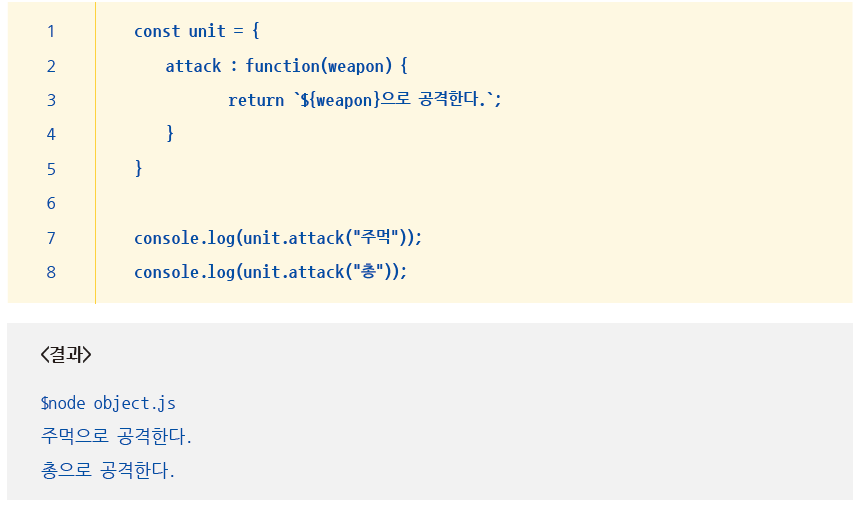 1 const unit = {
2 attack : function(weapon) {
3 return `${weapon}으로 공격한다.`;
4 }
5 }
6
7 console.log(unit.attack("주먹"));
8 console.log(unit.attack("총"));
<결과>
$node object.js
주먹으로 공격한다.
총으로 공격한다.